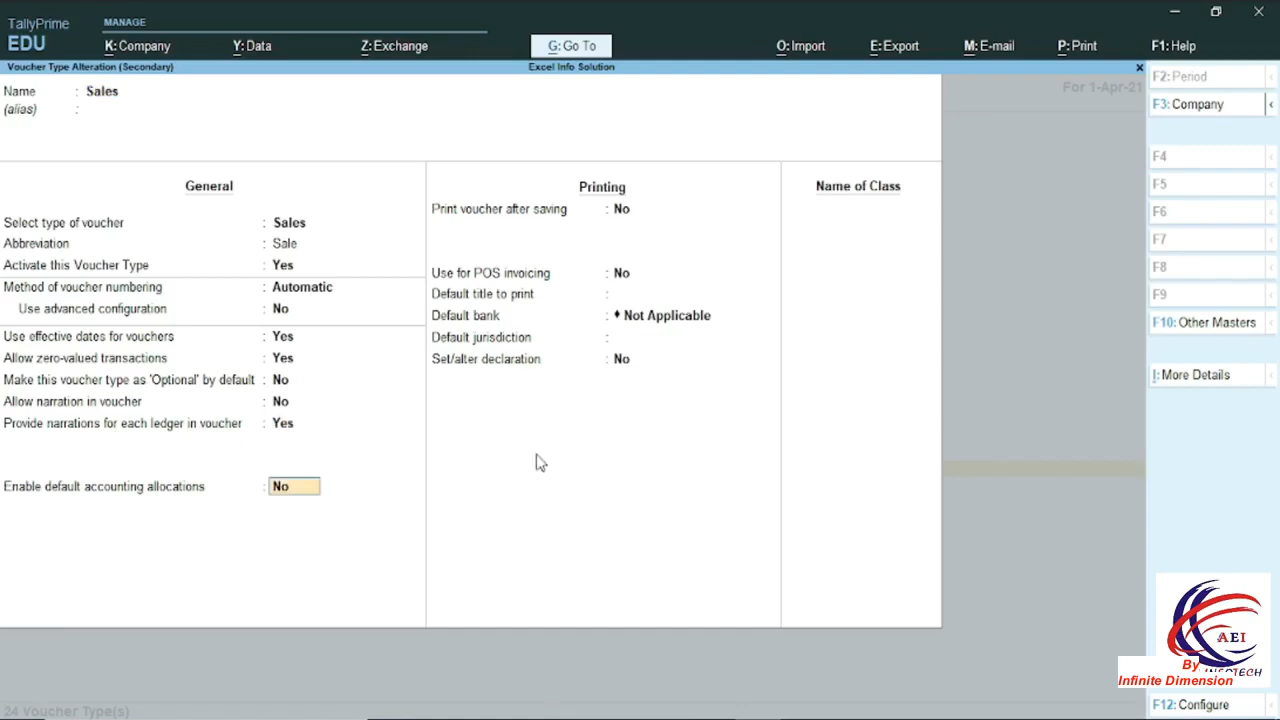 TallyPrime
EDU
MANAGE
K: Company
Y: Data
Z: Exchange
G: Go To
O: Import
E: Export
M: E-mail
P: Print
F1: Help
Voucher Type Alteration (Secondary)
Excel Info Solution
x
Name : Sales
(alias) :
For 1-Apr-21
General
Select type of voucher : Sales
Abbreviation : Sale
Activate this Voucher Type : Yes
Method of voucher numbering : Automatic
Use advanced configuration : No
Use effective dates for vouchers : Yes
Allow zero-valued transactions : Yes
Make this voucher type as 'Optional' by default : No
Allow narration in voucher : No
Provide narrations for each ledger in voucher : Yes
Enable default accounting allocations : No
Printing
Print voucher after saving : No
Use for POS invoicing : No
Default title to print :
Default bank : ♦ Not Applicable
Default jurisdiction :
Set/alter declaration : No
Name of Class
F2: Period
F3: Company
F4
F5
F6
F7
F8
F9
F10: Other Masters
I: More Details
AEI
INFOTECH
By
Infinite Dimension
F12: Configure
24 Voucher Type(s)